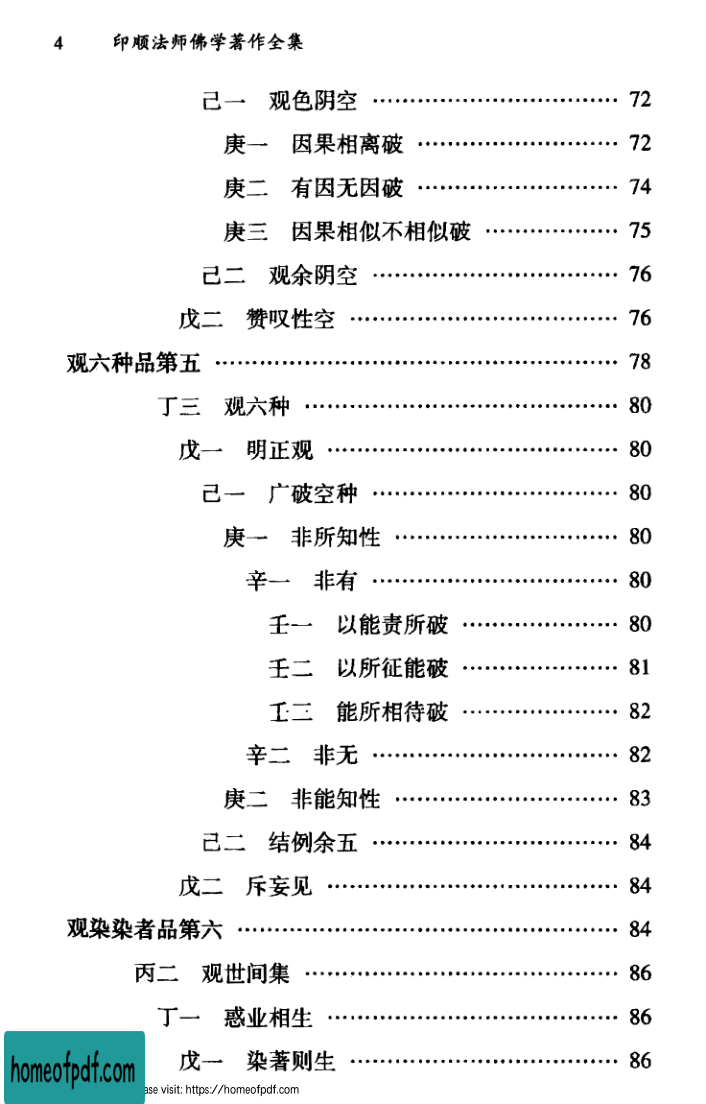 4 印顺法师佛学著作全集
己一 观色阴空 …………………………… 72
庚一 因果相离破 ……………………… 72
庚二 有因无因破 ……………………… 74
庚三 因果相似不相似破 ……………… 75
己二 观余阴空 …………………………… 76
戊二 赞叹性空 ……………………………… 76
观六种品第五 ……………………………………………… 78
丁三 观六种 …………………………………… 80
戊一 明正观 ………………………………… 80
己一 广破空种 …………………………… 80
庚一 非所知性 ………………………… 80
辛一 非有 …………………………… 80
壬一 以能责所破 ………………… 80
壬二 以所征能破 ………………… 81
壬三 能所相待破 ………………… 82
辛二 非无 …………………………… 82
庚二 非能知性 ………………………… 83
己二 结例余五 …………………………… 84
戊二 斥妄见 ………………………………… 84
观染染者品第六 …………………………………………… 84
丙二 观世间集 …………………………………… 86
丁一 惑业相生 ………………………………… 86
戊一 染著则生 ……………………………… 86
homeofpdf.com
ase visit: https://homeofpdf.com